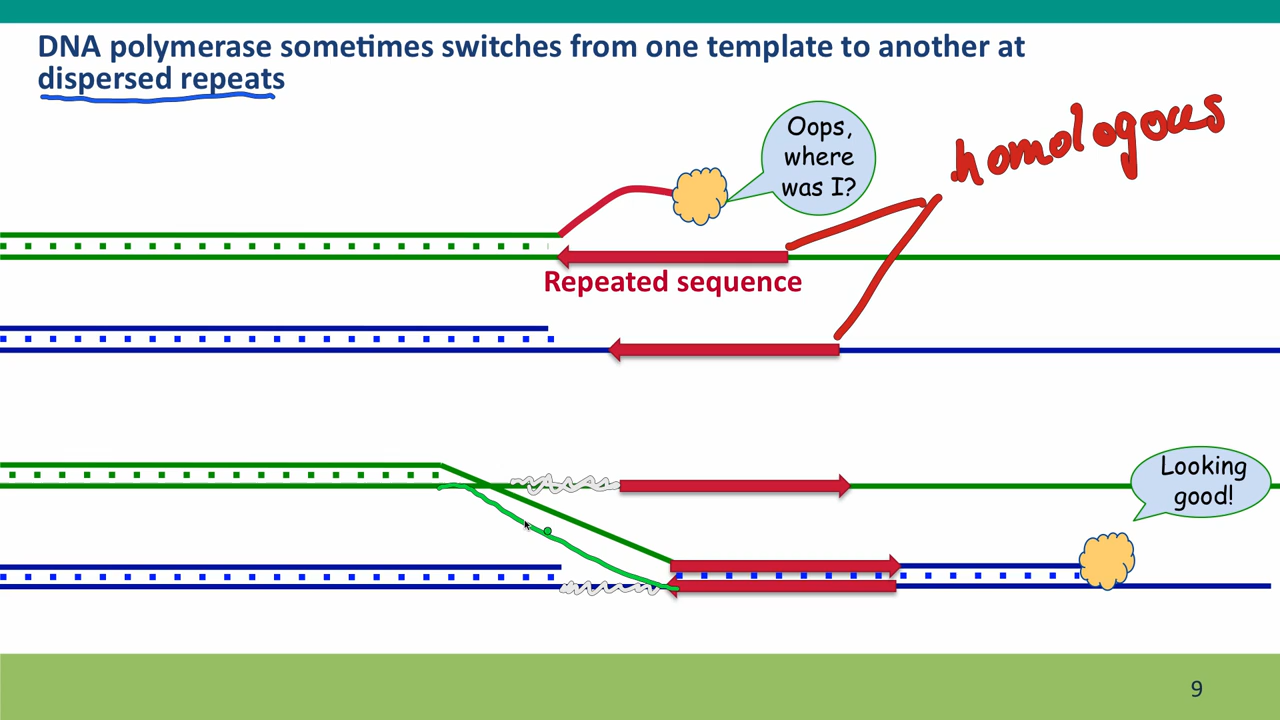 DNA polymerase sometimes switches from one template to another at
dispersed repeats
homologous
Oops,
where
was I?
Repeated sequence
Looking
good!
9